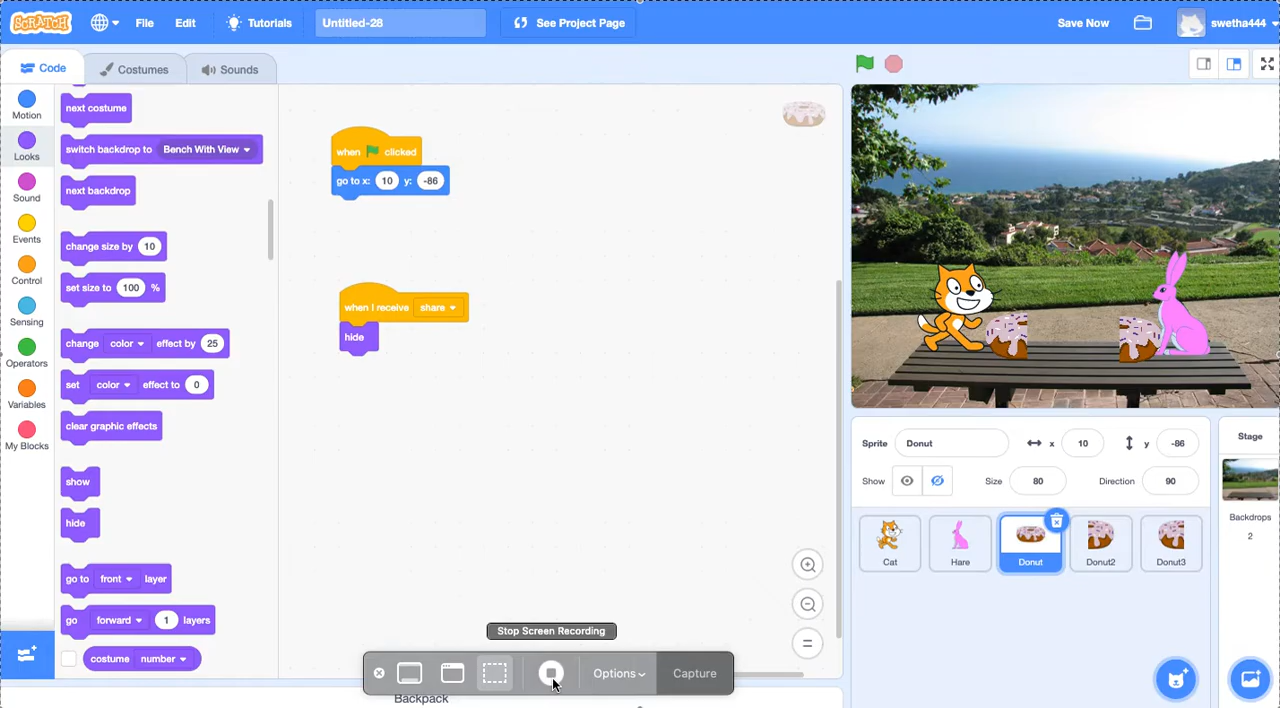 SCRATCH File Edit Tutorials Untitled-28 See Project Page Save Now swetha444
Code Costumes Sounds
Motion
Looks
Sound
Events
Control
Sensing
Operators
Variables
My Blocks
next costume
switch backdrop to Bench With View
next backdrop
change size by 10
set size to 100 %
change color effect by 25
set color effect to 0
clear graphic effects
show
hide
go to front layer
go forward 1 layers
costume number
when clicked
go to x: 10 y: -86
when I receive share
hide
Stop Screen Recording
Options Capture
Backpack
Sprite Donut x 10 y -86
Show Size 80 Direction 90
Cat Hare Donut Donut2 Donut3
Stage
Backdrops
2